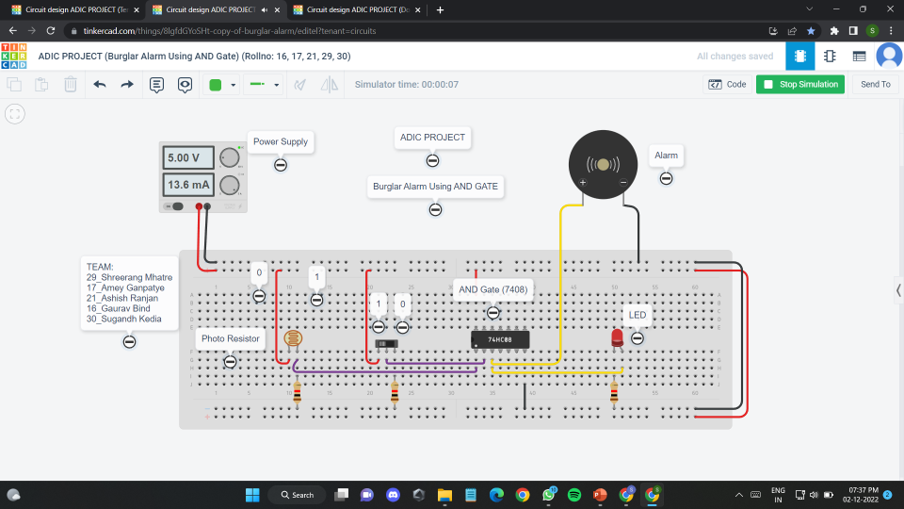 Circuit design ADIC PROJECT (Te
Circuit design ADIC PROJECT
Circuit design ADIC PROJECT (Do
tinkercad.com/things/8lgfdGYoSHt-copy-of-burglar-alarm/editel?tenant=circuits
S
TIN
KER
CAD
ADIC PROJECT (Burglar Alarm Using AND Gate) (Rollno: 16, 17, 21, 29, 30)
All changes saved
Simulator time: 00:00:07
Code
Stop Simulation
Send To
5.00 V
13.6 mA
Power Supply
ADIC PROJECT
Burglar Alarm Using AND GATE
Alarm
TEAM:
29_Shreerang Mhatre
17_Amey Ganpatye
21_Ashish Ranjan
16_Gaurav Bind
30_Sugandh Kedia
0
1
1
0
AND Gate (7408)
LED
Photo Resistor
Search
ENG
IN
07:37 PM
02-12-2022